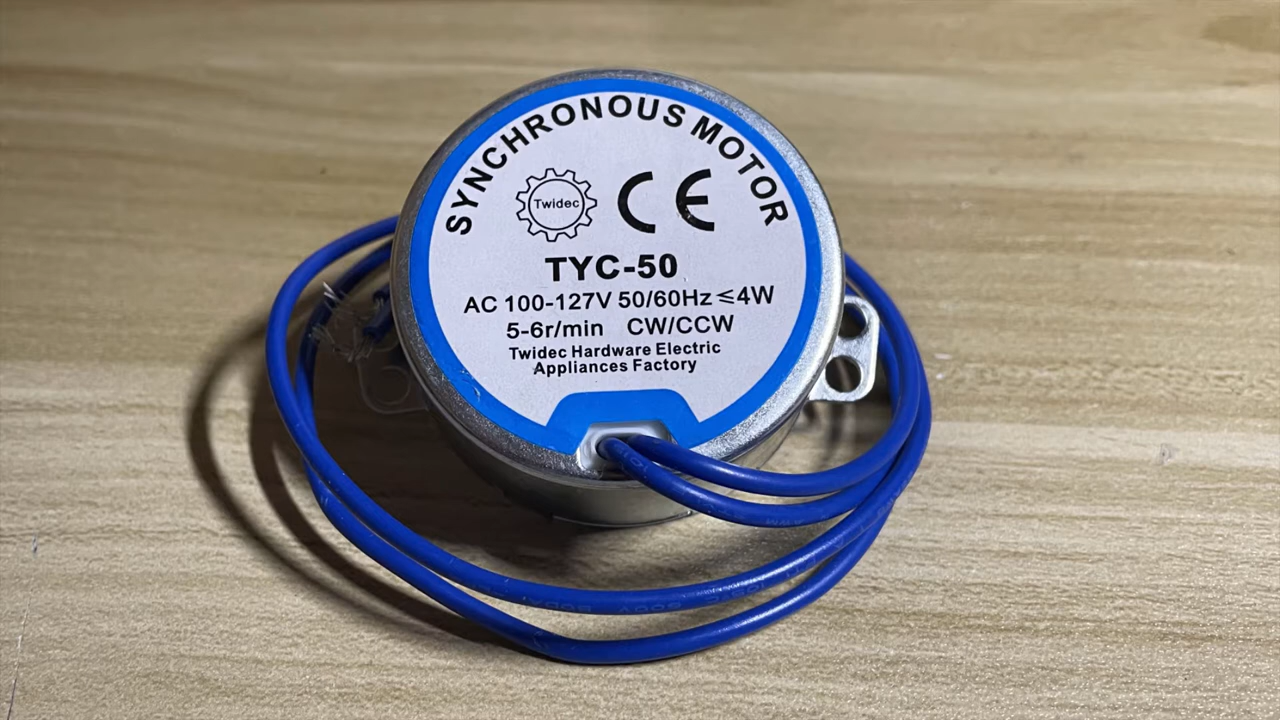 SYNCHRONOUS MOTOR
Twidec
CE
TYC-50
AC 100-127V 50/60Hz ≤4W
5-6r/min CW/CCW
Twidec Hardware Electric
Appliances Factory